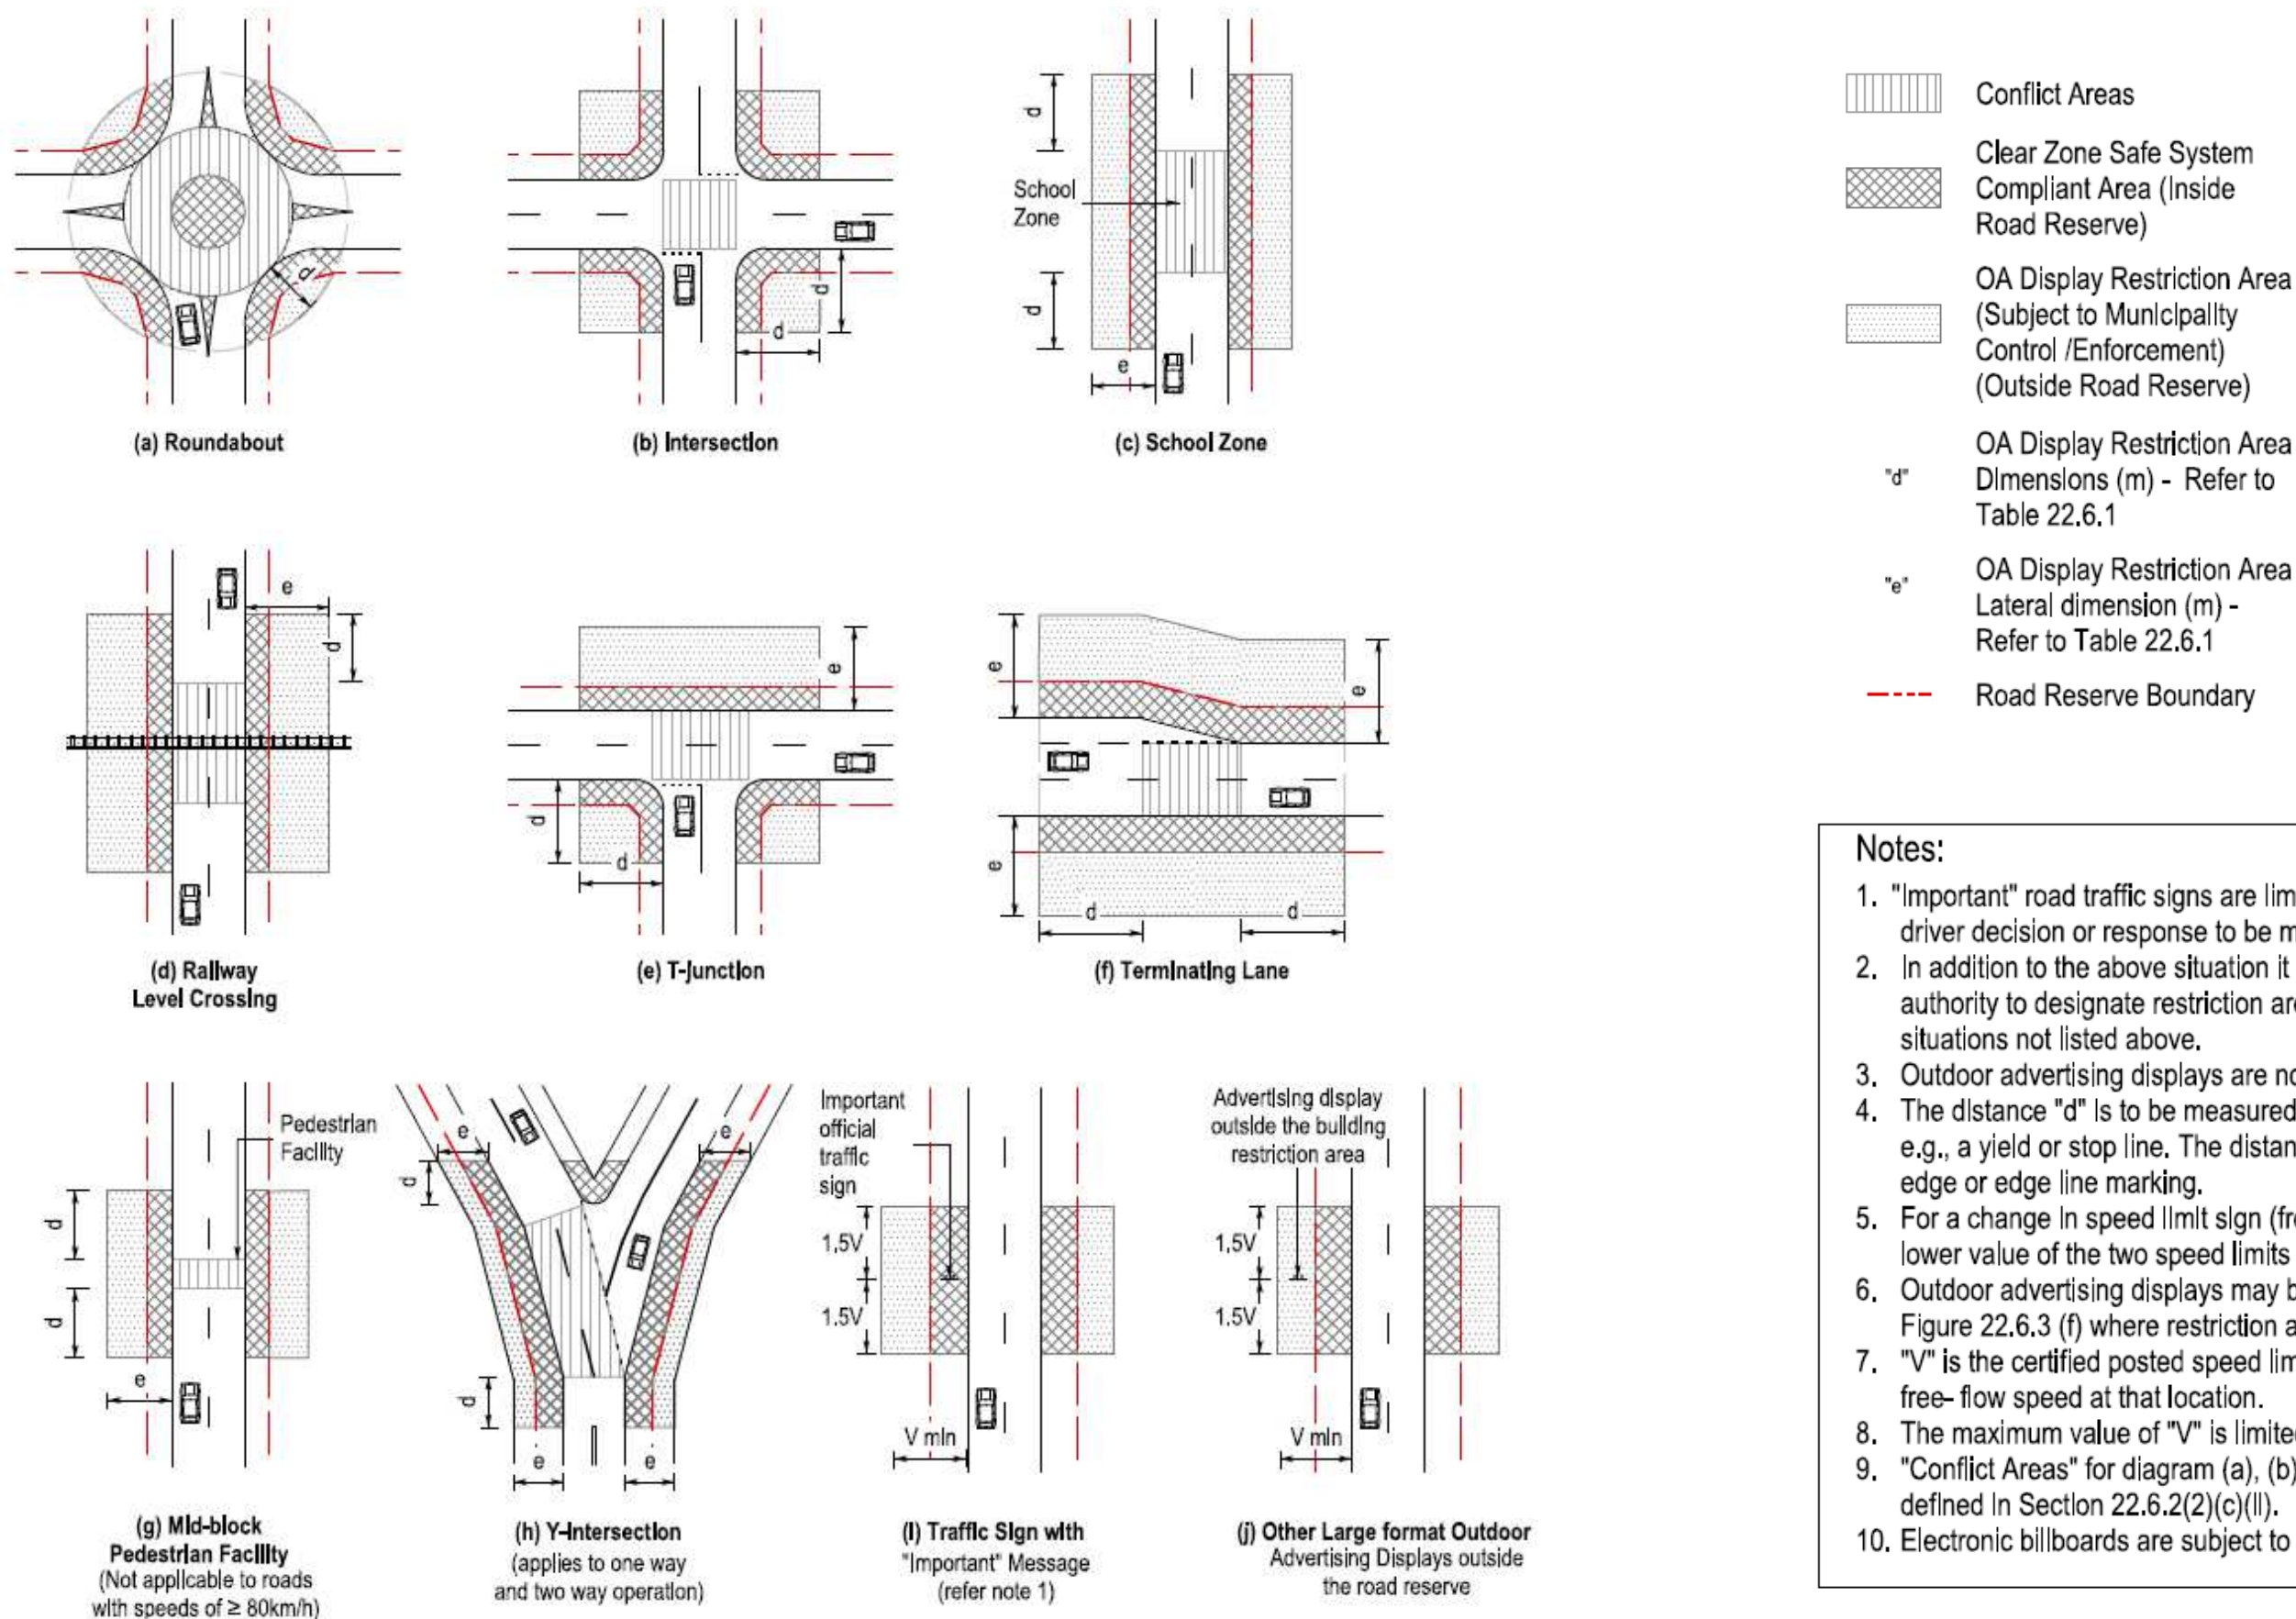 d
(a) Roundabout
d
d
(b) Intersection
d
School
Zone
d
e
(c) School Zone
e
d
(d) Railway
Level Crossing
e
d
d
(e) T-Junction
e
e
e
d
d
(f) Terminating Lane
Pedestrian
Facility
d
d
e
(g) Mid-block
Pedestrian Facility
(Not applicable to roads
with speeds of ≥ 80km/h)
e
e
d
d
e
e
(h) Y-Intersection
(applies to one way
and two way operation)
Important
official
traffic
sign
1.5V
1.5V
V min
(i) Traffic Sign with
"Important" Message
(refer note 1)
Advertising display
outside the building
restriction area
1.5V
1.5V
V min
(j) Other Large format Outdoor
Advertising Displays outside
the road reserve
Conflict Areas
Clear Zone Safe System
Compliant Area (Inside
Road Reserve)
OA Display Restriction Area
(Subject to Municipality
Control /Enforcement)
(Outside Road Reserve)
"d"
OA Display Restriction Area
Dimensions (m) - Refer to
Table 22.6.1
"e"
OA Display Restriction Area
Lateral dimension (m) -
Refer to Table 22.6.1
Road Reserve Boundary
Notes:
1. "Important" road traffic signs are lim
driver decision or response to be m
2. In addition to the above situation it
authority to designate restriction ar
situations not listed above.
3. Outdoor advertising displays are no
4. The distance "d" is to be measured
e.g., a yield or stop line. The distan
edge or edge line marking.
5. For a change in speed limit sign (fr
lower value of the two speed limits
6. Outdoor advertising displays may b
Figure 22.6.3 (f) where restriction a
7. "V" is the certified posted speed lim
free- flow speed at that location.
8. The maximum value of "V" is limite
9. "Conflict Areas" for diagram (a), (b)
defined in Section 22.6.2(2)(c)(ii).
10. Electronic billboards are subject to